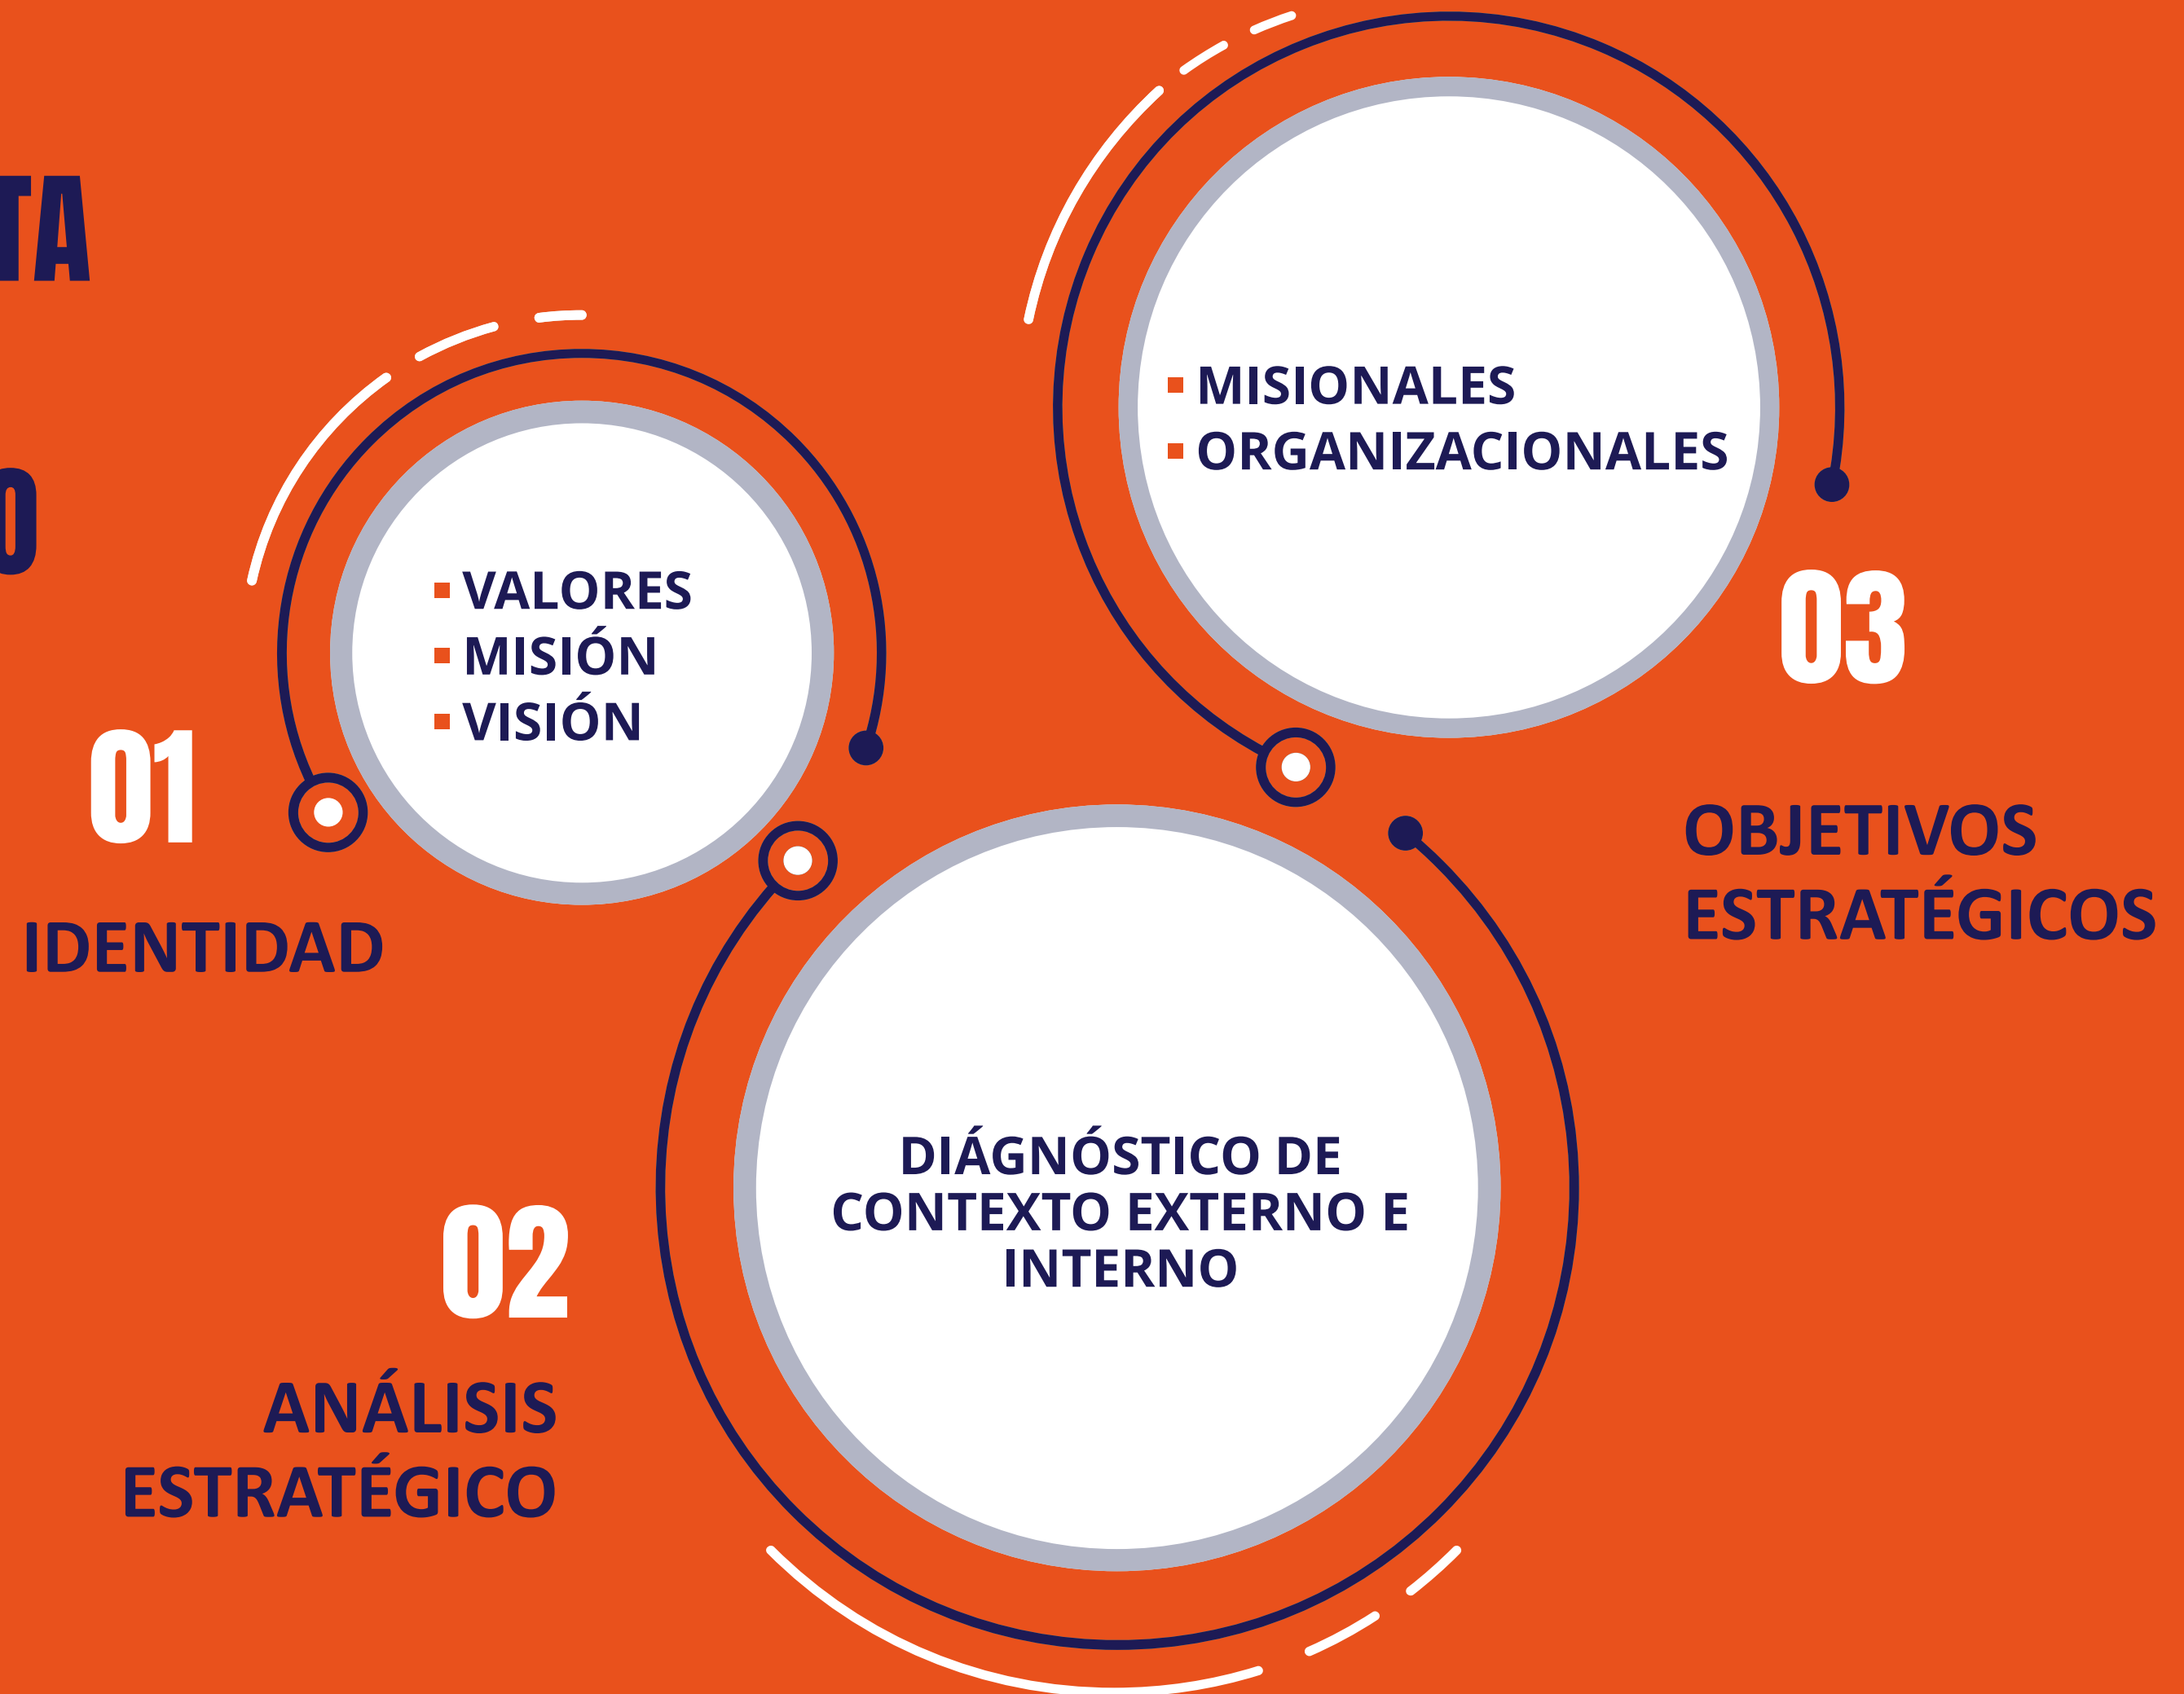 TA
O
01
IDENTIDAD
VALORES
MISIÓN
VISIÓN
02
ANÁLISIS
ESTRATÉGICO
DIÁGNÓSTICO DE
CONTEXTO EXTERNO E
INTERNO
03
OBJETIVOS
ESTRATÉGICOS
MISIONALES
ORGANIZACIONALES